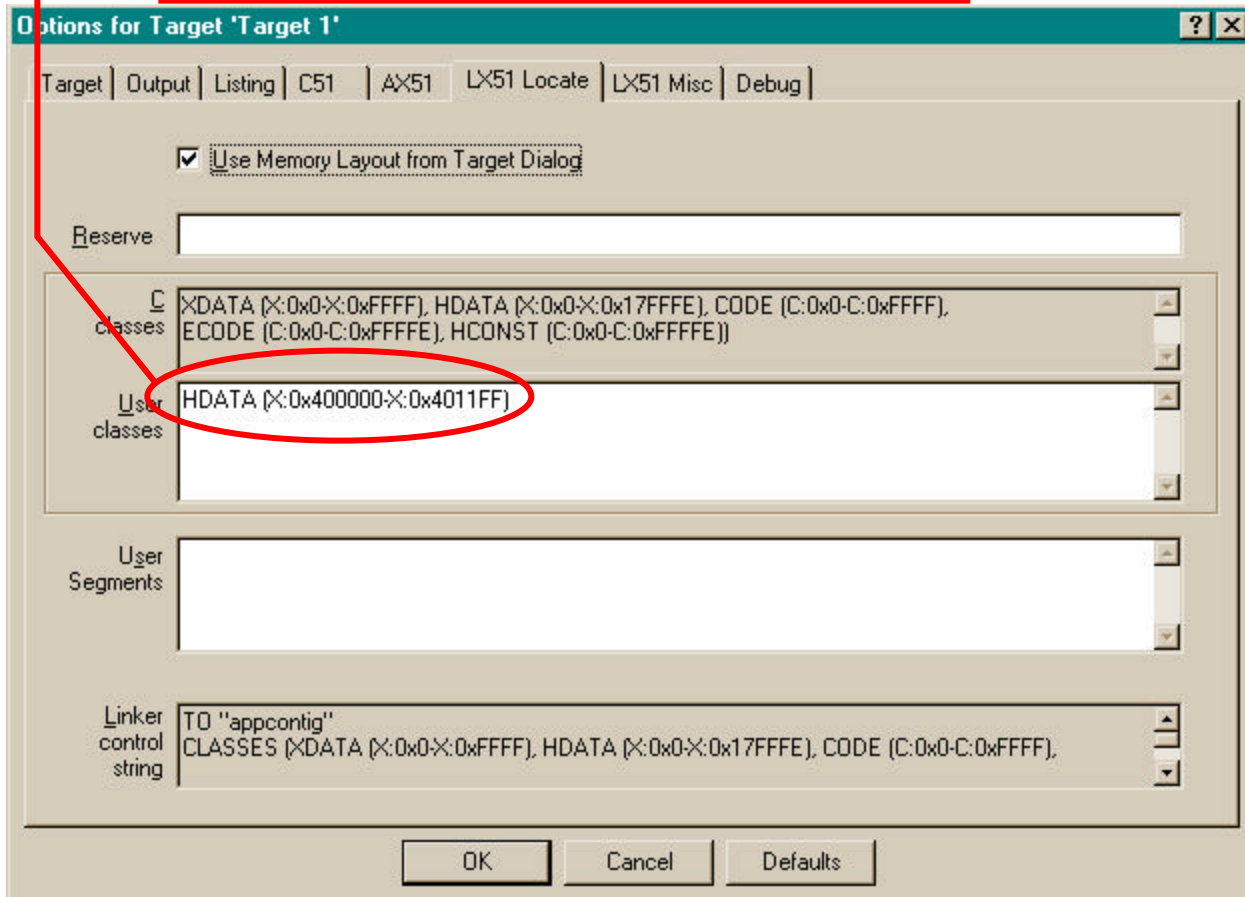 Options for Target 'Target 1'
Target Output Listing C51 AX51 LX51 Locate LX51 Misc Debug
Use Memory Layout from Target Dialog
Reserve
C classes
XDATA (X:0x0-X:0xFFFF), HDATA (X:0x0-X:0x17FFFE), CODE (C:0x0-C:0xFFFF),
ECODE (C:0x0-C:0xFFFFE), HCONST (C:0x0-C:0xFFFFE))
User classes
HDATA (X:0x400000-X:0x4011FF)
User Segments
Linker control string
TO "appcontig"
CLASSES (XDATA (X:0x0-X:0xFFFF), HDATA (X:0x0-X:0x17FFFE), CODE (C:0x0-C:0xFFFF),
OK Cancel Defaults